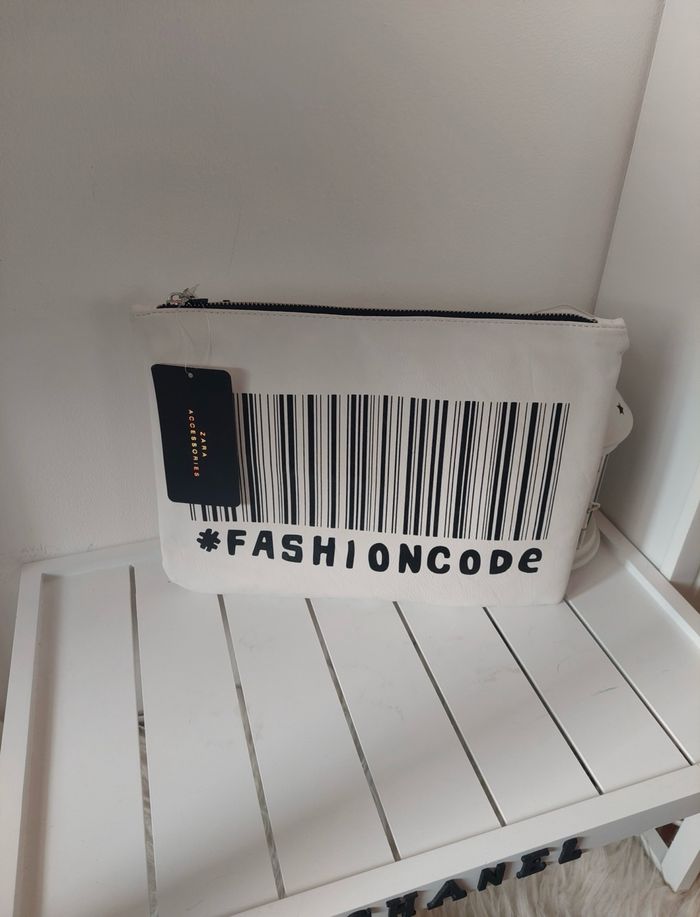 ZARA
ACCESSORIES
#FASHIONCODe
CHANEL